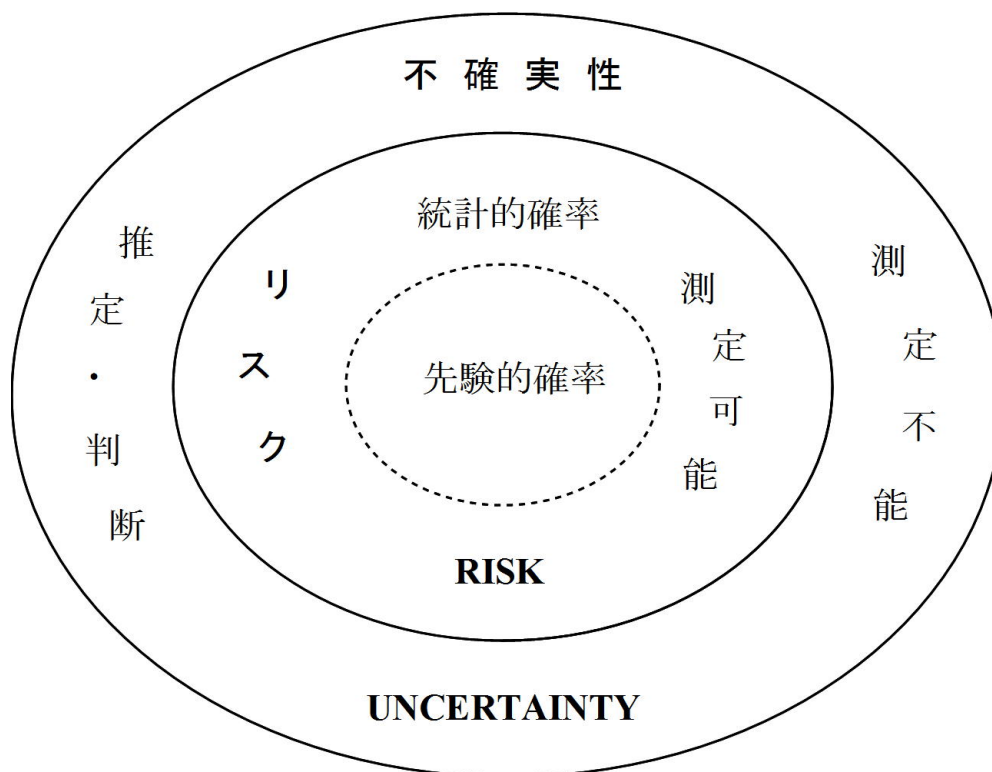 不確実性
統計的確率
推定・判断
リスク
先験的確率
測定可能
測定不能
RISK
UNCERTAINTY